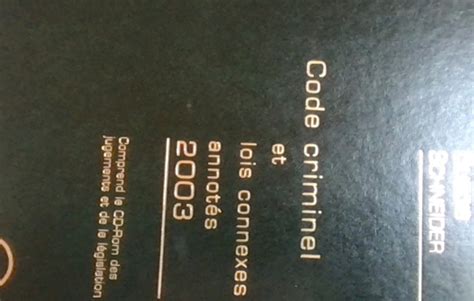 SCHNEIDER
Code criminel
et
lois connexes
annotés
2003
Comprend le CD-Rom des
jugements et de la législation